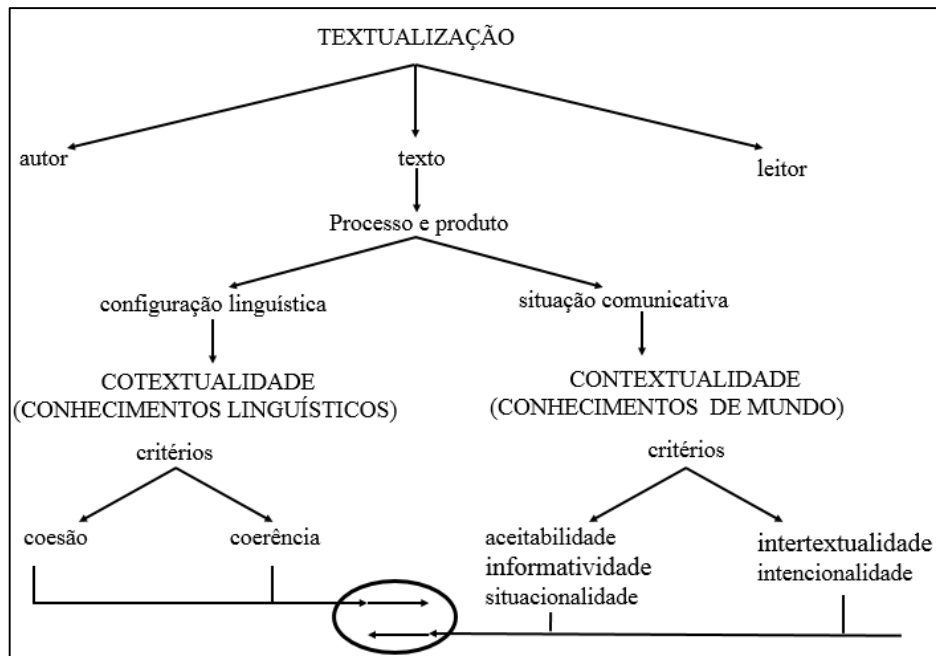 TEXTUALIZAÇÃO
autor
texto
leitor
Processo e produto
configuração linguística
situação comunicativa
COTEXTUALIDADE
(CONHECIMENTOS LINGUÍSTICOS)
CONTEXTUALIDADE
(CONHECIMENTOS DE MUNDO)
critérios
critérios
coesão
coerência
aceitabilidade
informatividade
situacionalidade
intertextualidade
intencionalidade